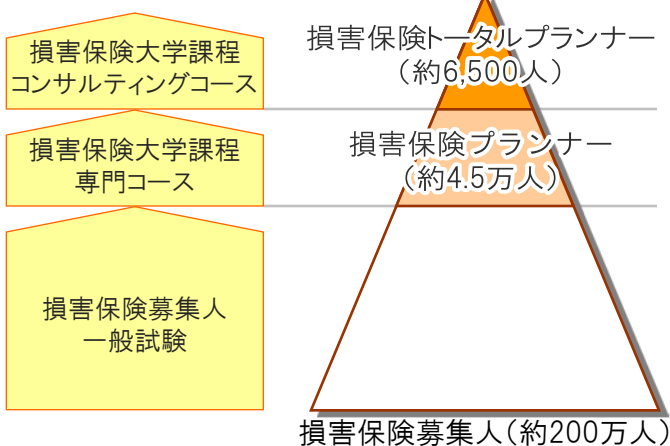 損害保険大学課程
コンサルティングコース
損害保険トータルプランナー
（約6,500人）
損害保険大学課程
専門コース
損害保険プランナー
（約4.5万人）
損害保険募集人
一般試験
損害保険募集人（約200万人）